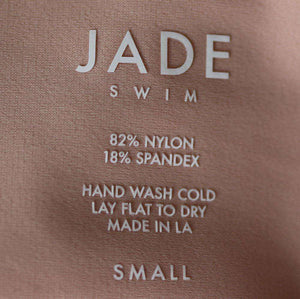 JADE
SWIM
82% NYLON
18% SPANDEX
HAND WASH COLD
LAY FLAT TO DRY
MADE IN LA
SMALL